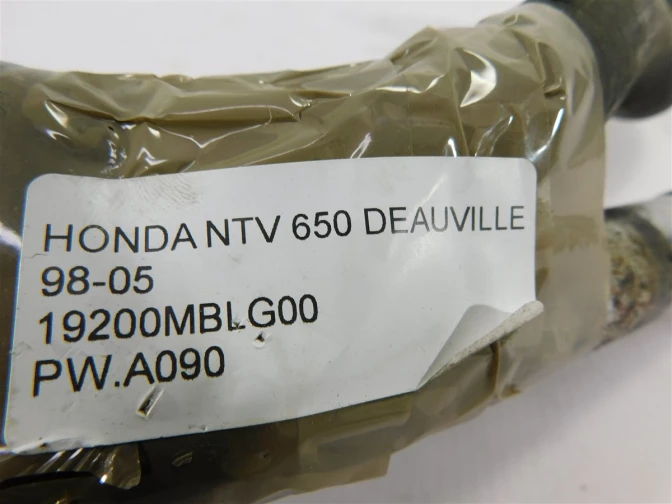 HONDA NTV 650 DEAUVILLE
98-05
19200MBLG00
PW.A090